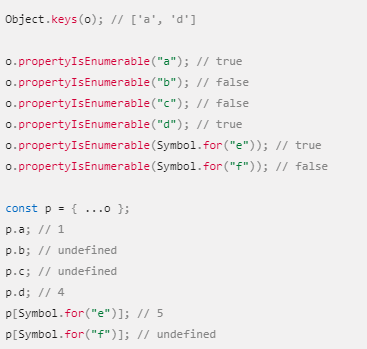 Object.keys(o); // ['a', 'd']
o.propertyIsEnumerable("a"); // true
o.propertyIsEnumerable("b"); // false
o.propertyIsEnumerable("c"); // false
o.propertyIsEnumerable("d"); // true
o.propertyIsEnumerable(Symbol.for("e")); // true
o.propertyIsEnumerable(Symbol.for("f")); // false
const p = { ...o };
p.a; // 1
p.b; // undefined
p.c; // undefined
p.d; // 4
p[Symbol.for("e")]; // 5
p[Symbol.for("f")]; // undefined